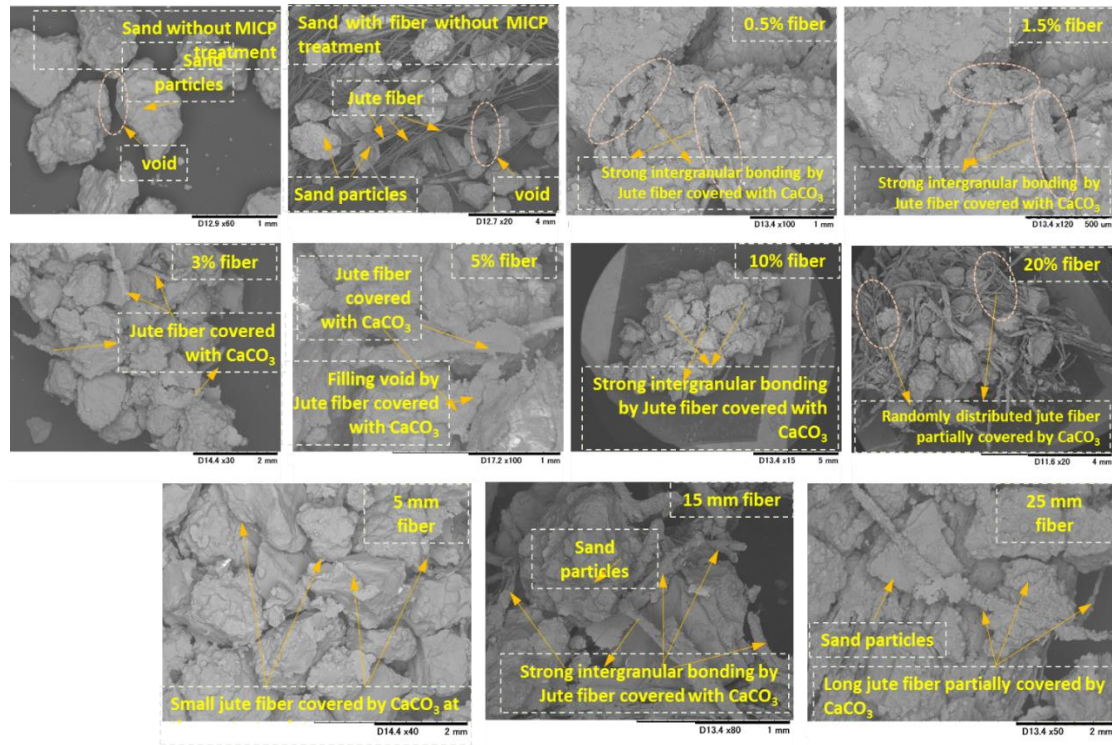 Sand without MICP
treatment
Sand
particles
void
D12.9 x60 1 mm
Sand with fiber without MICP
treatment
Jute fiber
Sand particles
void
D12.7 x20 4 mm
0.5% fiber
Strong intergranular bonding by
Jute fiber covered with CaCO₃
D13.4 x100 1 mm
1.5% fiber
Strong intergranular bonding by
Jute fiber covered with CaCO₃
D13.4 x120 500 um
3% fiber
Jute fiber covered
with CaCO₃
D14.4 x30 2 mm
5% fiber
Jute fiber
covered
with CaCO₃
Filling void by
Jute fiber covered
with CaCO₃
D17.2 x100 1 mm
10% fiber
Strong intergranular bonding
by Jute fiber covered with
CaCO₃
D13.4 x15 5 mm
20% fiber
Randomly distributed jute fiber
partially covered by CaCO₃
D11.6 x20 4 mm
5 mm
fiber
Small jute fiber covered by CaCO₃ at
D14.4 x40 2 mm
15 mm fiber
Sand
particles
Strong intergranular bonding by
Jute fiber covered with CaCO₃
D13.4 x80 1 mm
25 mm
fiber
Sand particles
Long jute fiber partially covered by
CaCO₃
D13.4 x50 2 mm